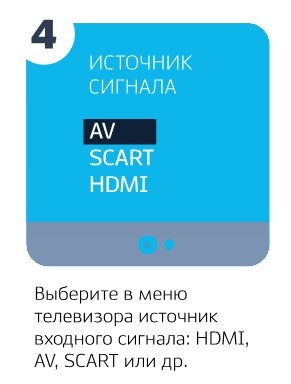 4
ИСТОЧНИК
СИГНАЛА
AV
SCART
HDMI
Выберите в меню
телевизора источник
входного сигнала: HDMI,
AV, SCART или др.